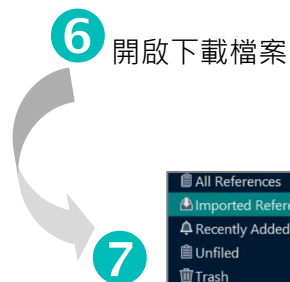 6
開啟下載檔案
7
All References
Imported Refere
Recently Added
Unfiled
Trash